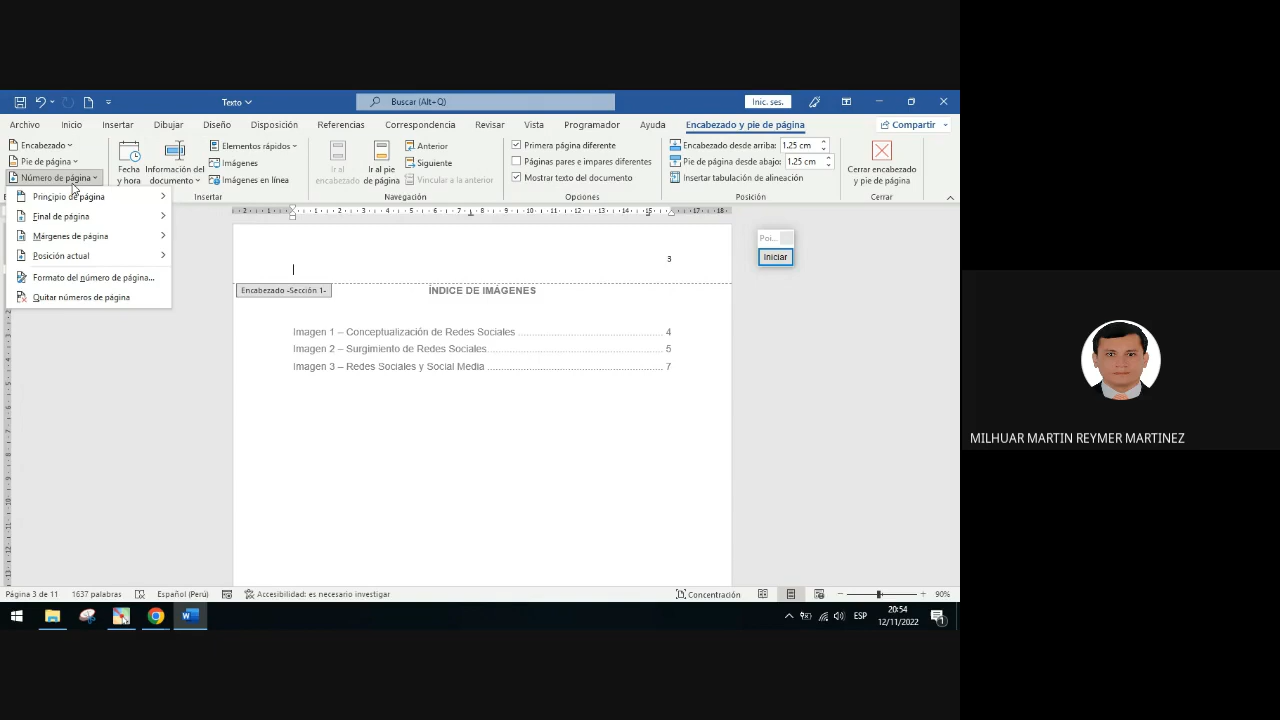 Texto
Buscar (Alt+Q)
Inic. ses.
Archivo Inicio Insertar Dibujar Diseño Disposición Referencias Correspondencia Revisar Vista Programador Ayuda Encabezado y pie de página Compartir
Encabezado
Pie de página
Número de página
Fecha y hora
Información del documento
Elementos rápidos
Imágenes
Imágenes en línea
Insertar
Ir al encabezado
Ir al pie de página
Anterior
Siguiente
Vincular a la anterior
Navegación
Primera página diferente
Páginas pares e impares diferentes
Mostrar texto del documento
Opciones
Encabezado desde arriba: 1.25 cm
Pie de página desde abajo: 1.25 cm
Insertar tabulación de alineación
Posición
Cerrar encabezado y pie de página
Cerrar
Principio de página
Final de página
Márgenes de página
Posición actual
Formato del número de página...
Quitar números de página
3
Encabezado -Sección 1-
ÍNDICE DE IMÁGENES
Imagen 1 – Conceptualización de Redes Sociales 4
Imagen 2 – Surgimiento de Redes Sociales 5
Imagen 3 – Redes Sociales y Social Media 7
Poi...
Iniciar
MILHUAR MARTIN REYMER MARTINEZ
Página 3 de 11 1637 palabras Español (Perú) Accesibilidad: es necesario investigar Concentración 90%
ESP
20:54
12/11/2022